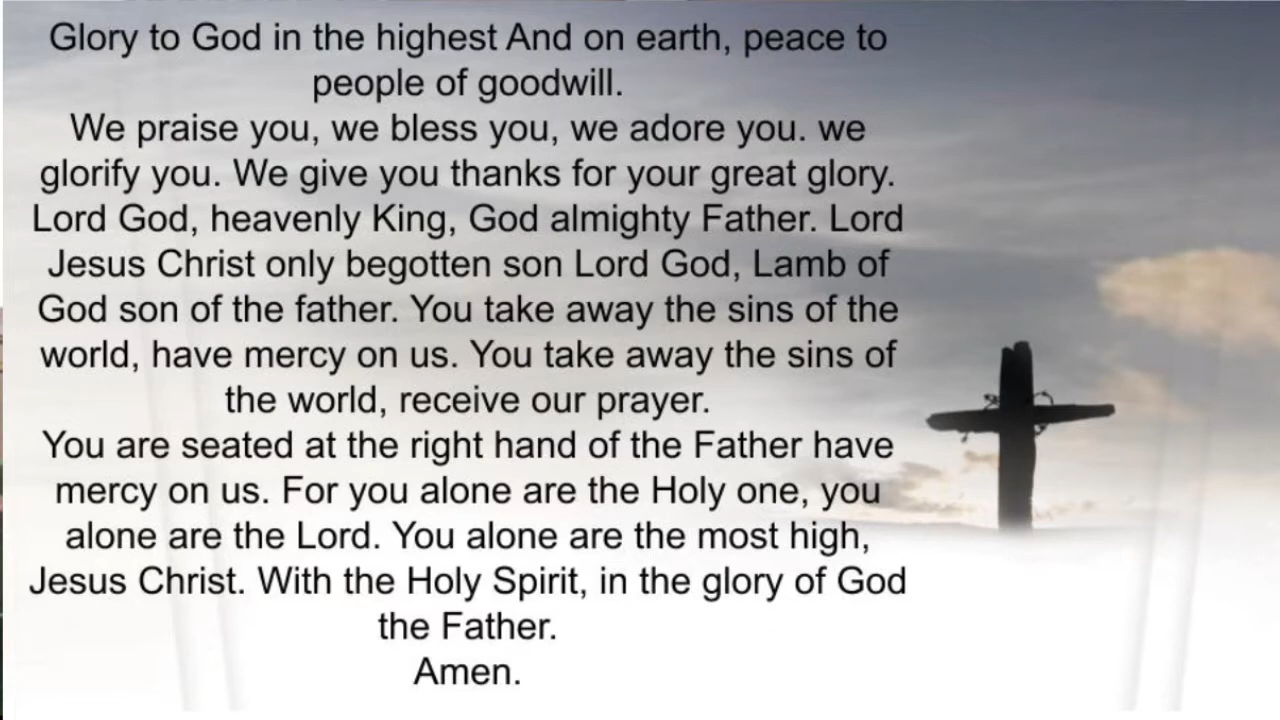 Glory to God in the highest And on earth, peace to
people of goodwill.
We praise you, we bless you, we adore you. we
glorify you. We give you thanks for your great glory.
Lord God, heavenly King, God almighty Father. Lord
Jesus Christ only begotten son Lord God, Lamb of
God son of the father. You take away the sins of the
world, have mercy on us. You take away the sins of
the world, receive our prayer.
You are seated at the right hand of the Father have
mercy on us. For you alone are the Holy one, you
alone are the Lord. You alone are the most high,
Jesus Christ. With the Holy Spirit, in the glory of God
the Father.
Amen.